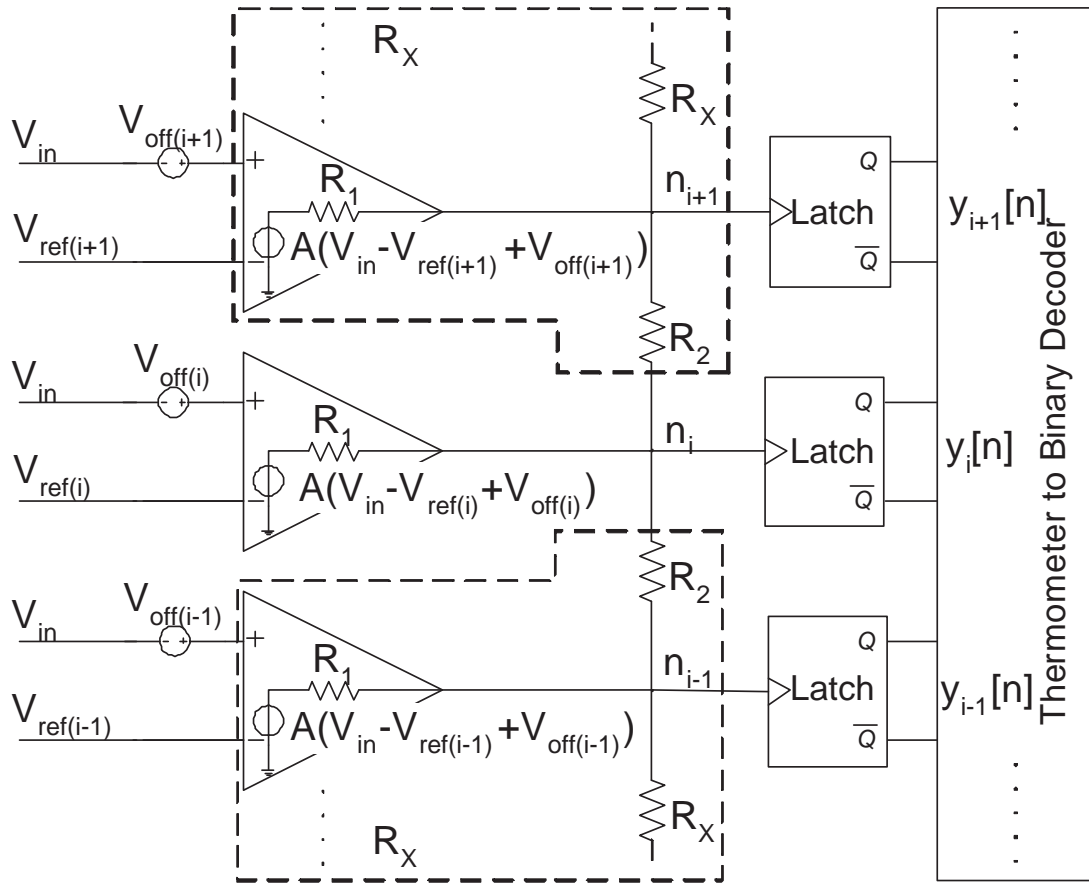 R_X
R_X
V_in
V_off(i+1)
- +
+
R_1
n_i+1
Latch
Q
Q̅
y_i+1[n]
V_ref(i+1)
−
A(V_in-V_ref(i+1)+V_off(i+1))
R_2
V_in
V_off(i)
- +
+
R_1
n_i
Latch
Q
Q̅
y_i[n]
V_ref(i)
−
A(V_in-V_ref(i)+V_off(i))
R_2
V_in
V_off(i-1)
- +
+
R_1
n_i-1
Latch
Q
Q̅
y_i-1[n]
V_ref(i-1)
−
A(V_in-V_ref(i-1)+V_off(i-1))
R_X
R_X
Thermometer to Binary Decoder